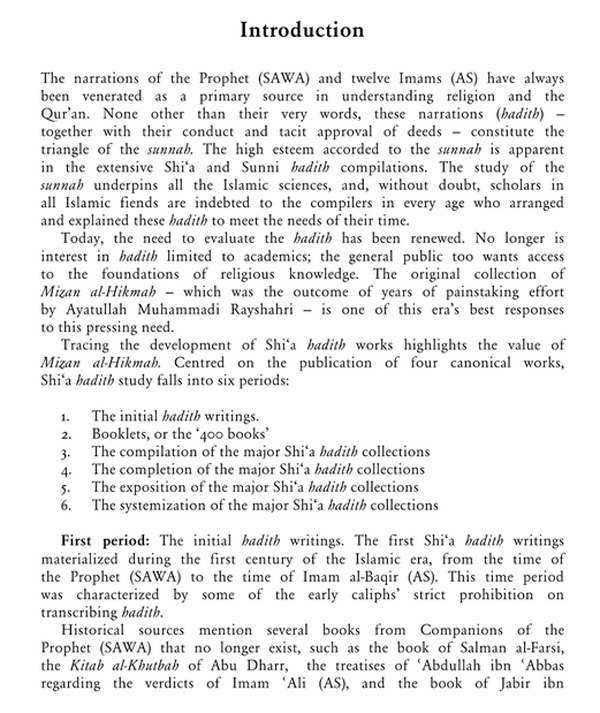 Introduction
The narrations of the Prophet (SAWA) and twelve Imams (AS) have always
been venerated as a primary source in understanding religion and the
Qur’an. None other than their very words, these narrations (hadith) –
together with their conduct and tacit approval of deeds – constitute the
triangle of the sunnah. The high esteem accorded to the sunnah is apparent
in the extensive Shi‘a and Sunni hadith compilations. The study of the
sunnah underpins all the Islamic sciences, and, without doubt, scholars in
all Islamic fiends are indebted to the compilers in every age who arranged
and explained these hadith to meet the needs of their time.
Today, the need to evaluate the hadith has been renewed. No longer is
interest in hadith limited to academics; the general public too wants access
to the foundations of religious knowledge. The original collection of
Mizan al-Hikmah – which was the outcome of years of painstaking effort
by Ayatullah Muhammadi Rayshahri – is one of this era’s best responses
to this pressing need.
Tracing the development of Shi‘a hadith works highlights the value of
Mizan al-Hikmah. Centred on the publication of four canonical works,
Shi‘a hadith study falls into six periods:
1. The initial hadith writings.
2. Booklets, or the ‘400 books’
3. The compilation of the major Shi‘a hadith collections
4. The completion of the major Shi‘a hadith collections
5. The exposition of the major Shi‘a hadith collections
6. The systemization of the major Shi‘a hadith collections
First period: The initial hadith writings. The first Shi‘a hadith writings
materialized during the first century of the Islamic era, from the time of
the Prophet (SAWA) to the time of Imam al-Baqir (AS). This time period
was characterized by some of the early caliphs’ strict prohibition on
transcribing hadith.
Historical sources mention several books from Companions of the
Prophet (SAWA) that no longer exist, such as the book of Salman al-Farsi,
the Kitab al-Khutbah of Abu Dharr, the treatises of ‘Abdullah ibn ‘Abbas
regarding the verdicts of Imam ‘Ali (AS), and the book of Jabir ibn